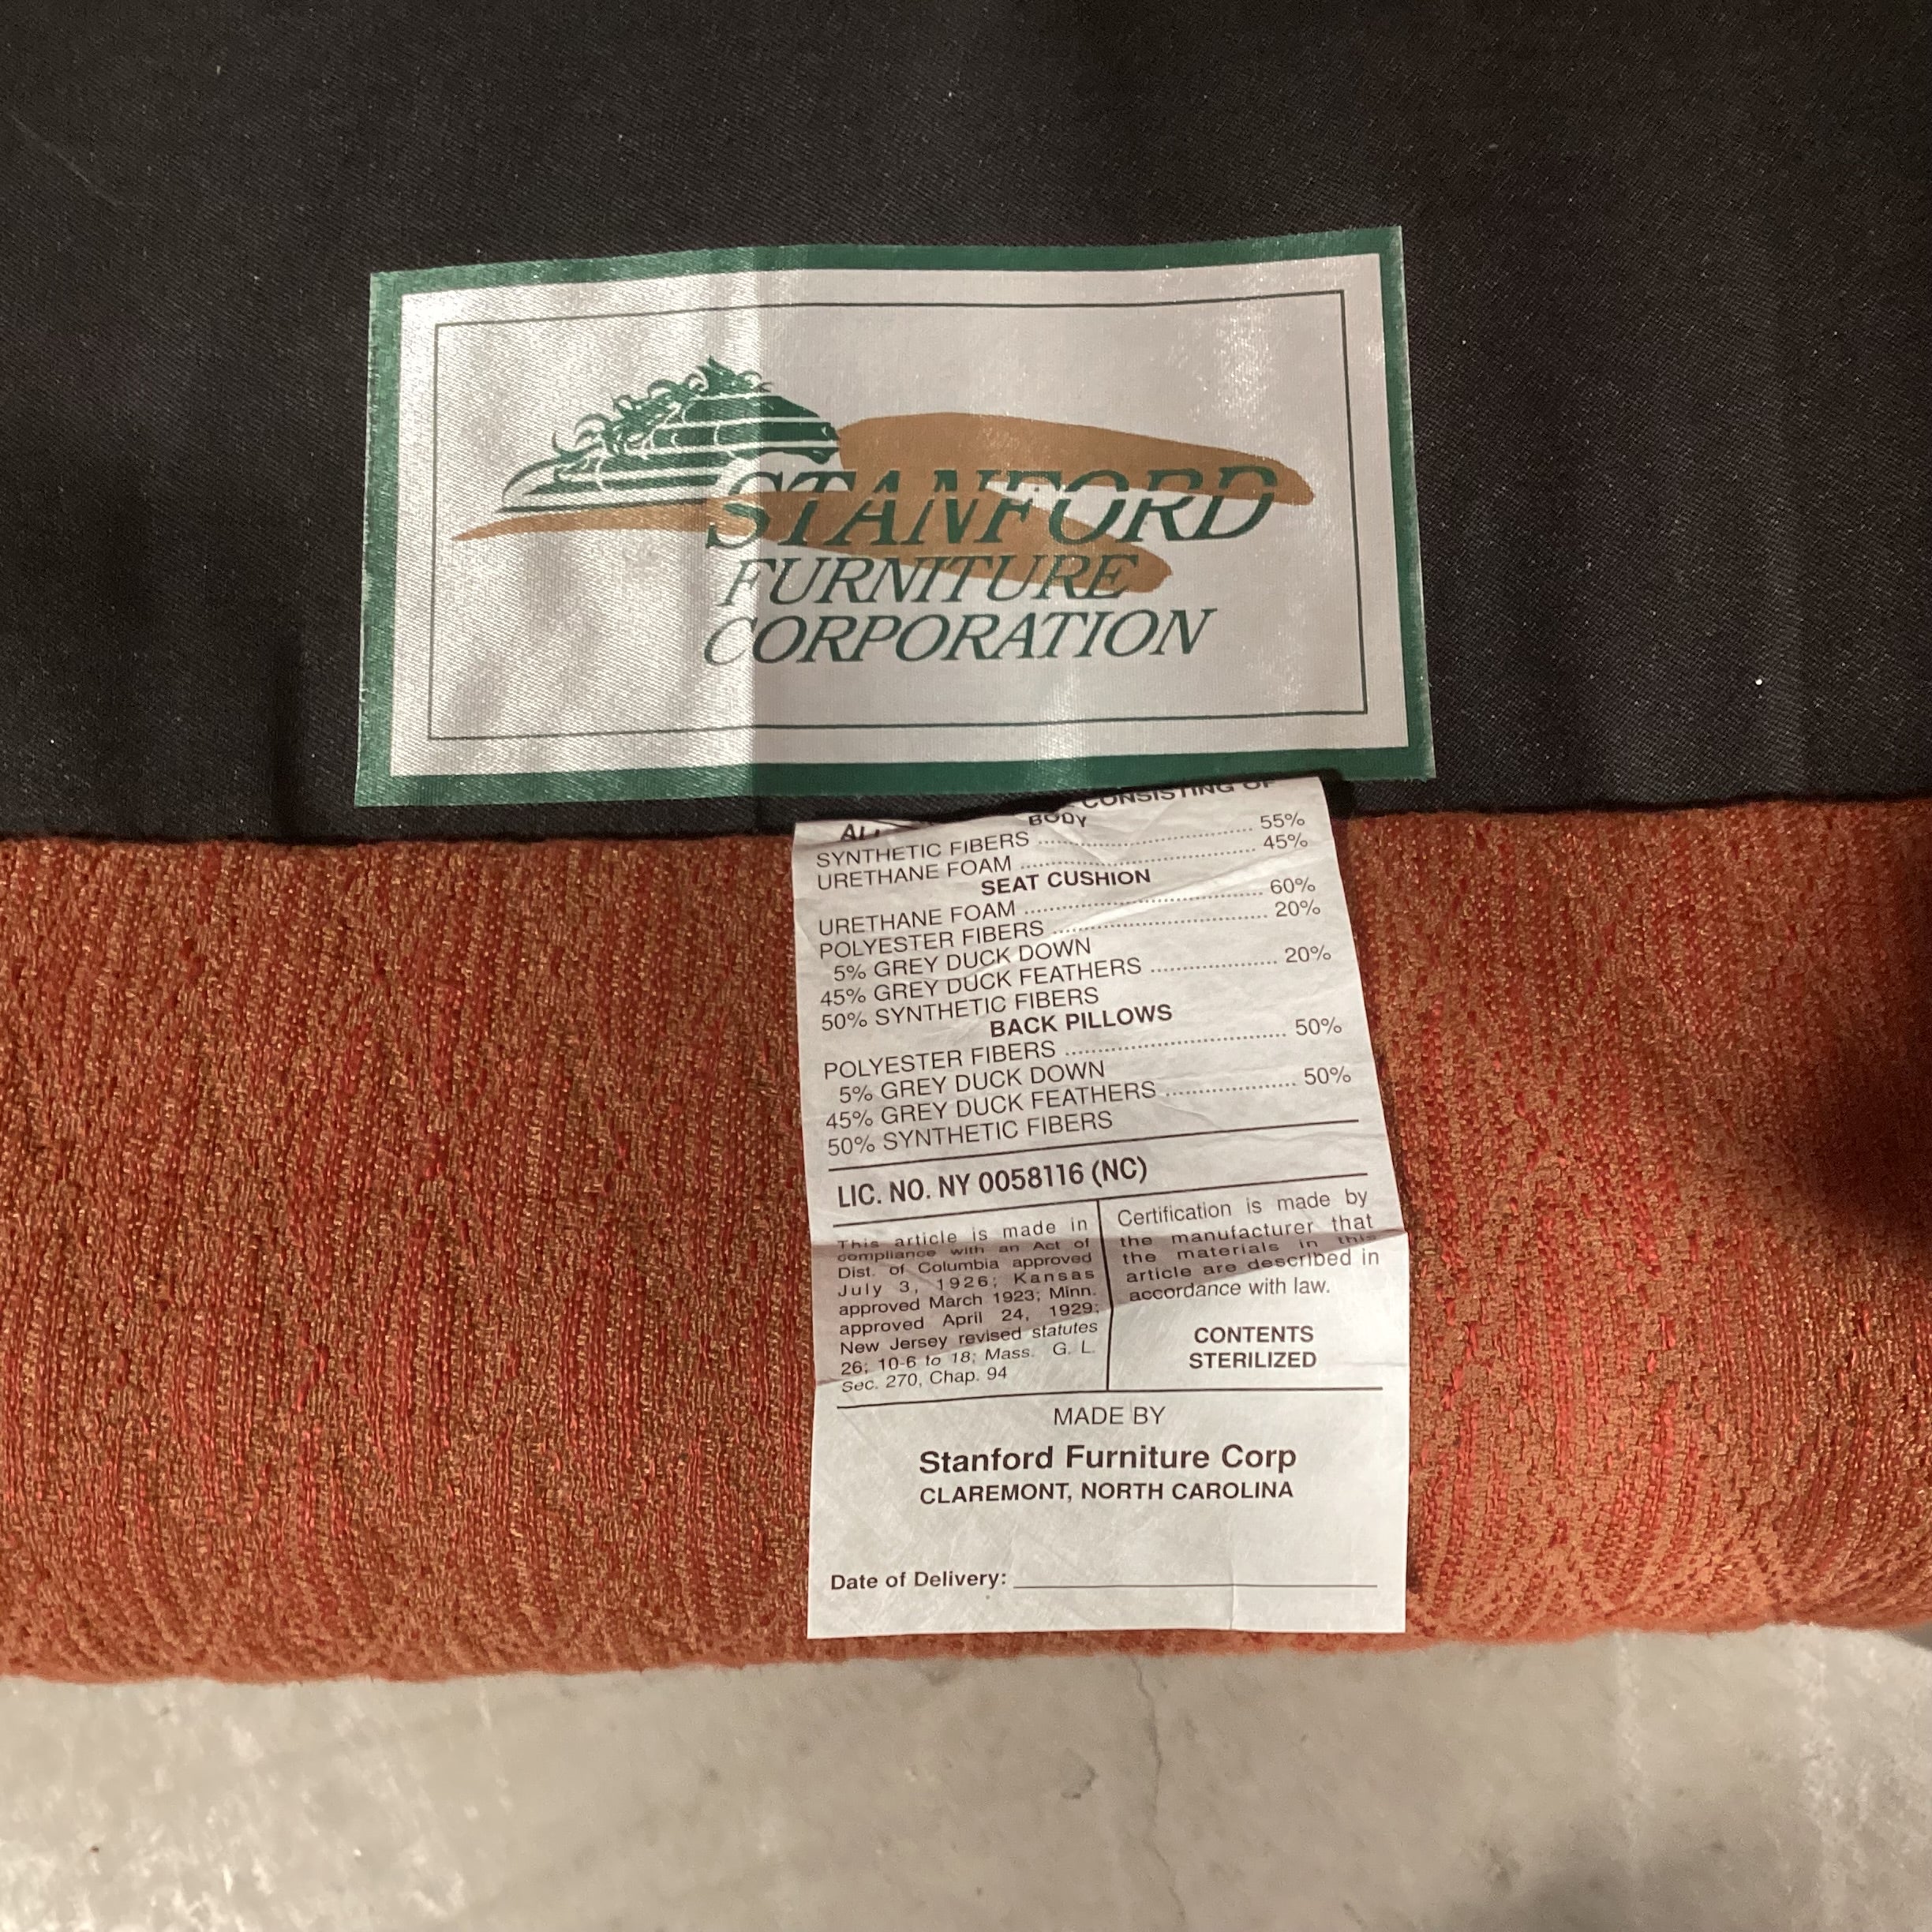 STANFORD
FURNITURE
CORPORATION
CONSISTING OF
BODY
SYNTHETIC FIBERS .......... 55%
URETHANE FOAM .......... 45%
SEAT CUSHION
URETHANE FOAM .......... 60%
POLYESTER FIBERS .......... 20%
5% GREY DUCK DOWN
45% GREY DUCK FEATHERS .......... 20%
50% SYNTHETIC FIBERS
BACK PILLOWS
POLYESTER FIBERS .......... 50%
5% GREY DUCK DOWN
45% GREY DUCK FEATHERS .......... 50%
50% SYNTHETIC FIBERS
LIC. NO. NY 0058116 (NC)
This article is made in
compliance with an Act of
Dist. of Columbia approved
July 3, 1926; Kansas
approved March 1923; Minn.
approved April 24, 1929;
New Jersey revised statutes
26; 10-6 to 18; Mass. G. L.
Sec. 270, Chap. 94
Certification is made by
the manufacturer that
the materials in this
article are described in
accordance with law.
CONTENTS
STERILIZED
MADE BY
Stanford Furniture Corp
CLAREMONT, NORTH CAROLINA
Date of Delivery: